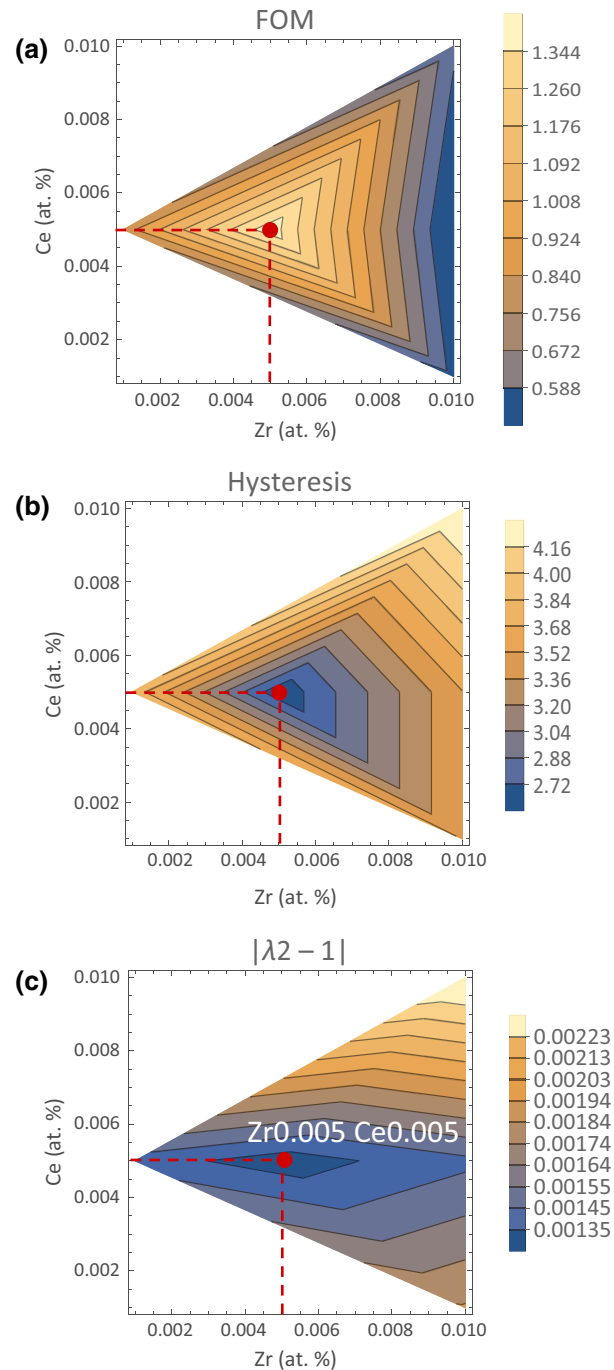 FOM
(a)
0.010
0.008
0.006
0.004
0.002
Ce (at. %)
0.002 0.004 0.006 0.008 0.010
Zr (at. %)
1.344
1.260
1.176
1.092
1.008
0.924
0.840
0.756
0.672
0.588
Hysteresis
(b)
0.010
0.008
0.006
0.004
0.002
Ce (at. %)
0.002 0.004 0.006 0.008 0.010
Zr (at. %)
4.16
4.00
3.84
3.68
3.52
3.36
3.20
3.04
2.88
2.72
|λ2 – 1|
(c)
0.010
0.008
0.006
0.004
0.002
Ce (at. %)
Zr0.005 Ce0.005
0.002 0.004 0.006 0.008 0.010
Zr (at. %)
0.00223
0.00213
0.00203
0.00194
0.00184
0.00174
0.00164
0.00155
0.00145
0.00135